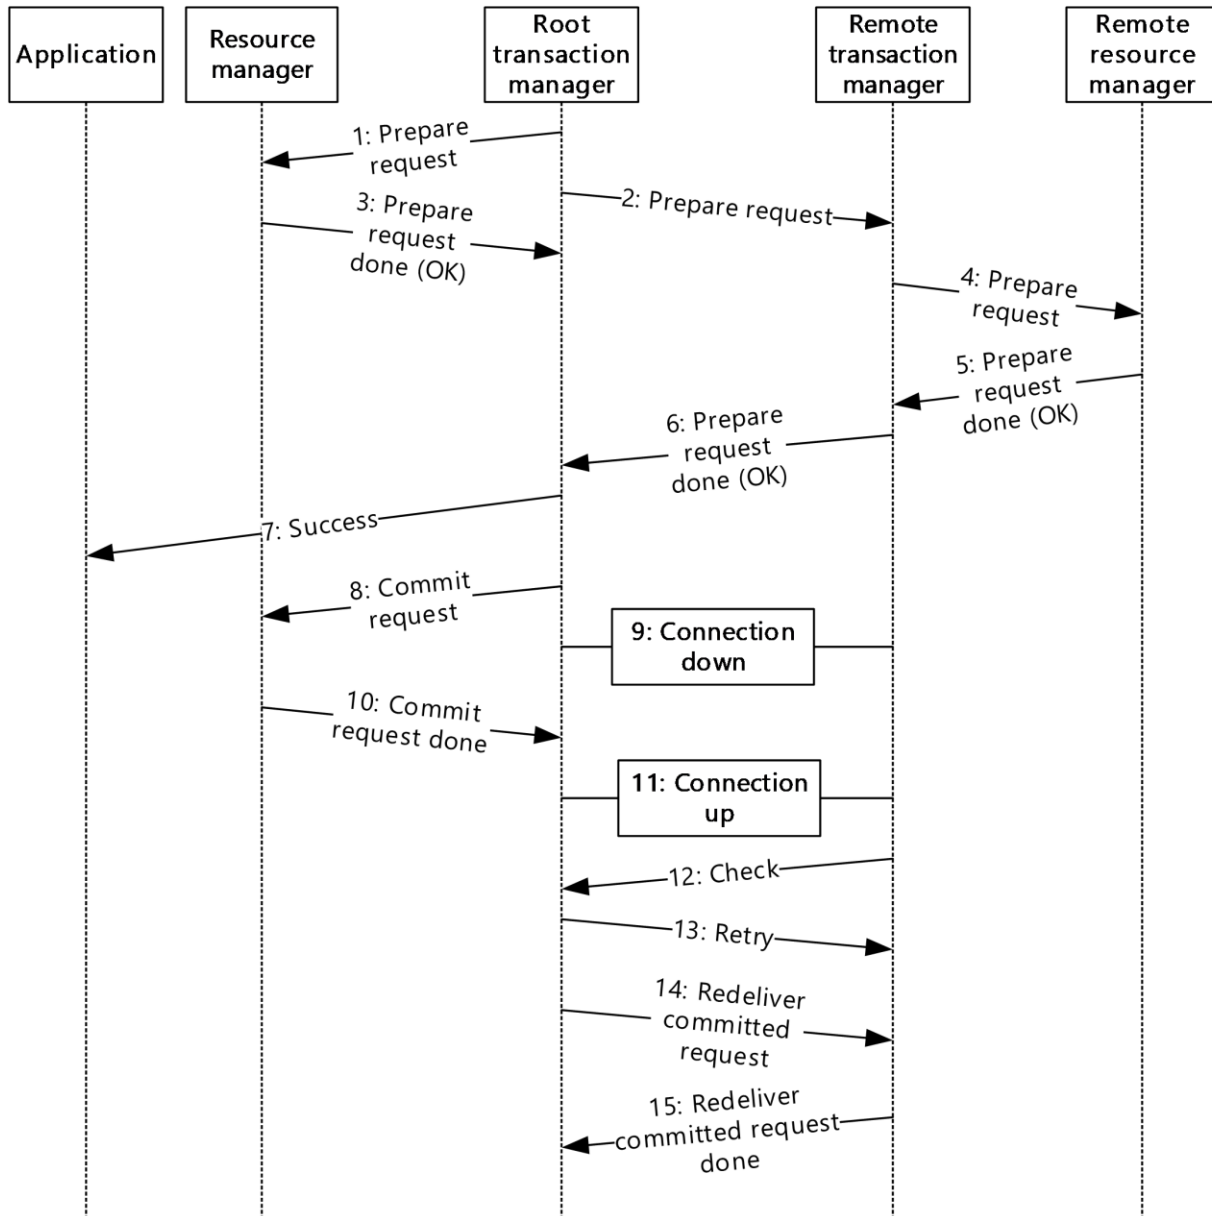 Application
Resource
manager
Root
transaction
manager
Remote
transaction
manager
Remote
resource
manager
1: Prepare
request
2: Prepare request
3: Prepare
request
done (OK)
4: Prepare
request
5: Prepare
request
done (OK)
6: Prepare
request
done (OK)
7: Success
8: Commit
request
9: Connection
down
10: Commit
request done
11: Connection
up
12: Check
13: Retry
14: Redeliver
committed
request
15: Redeliver
committed request
done